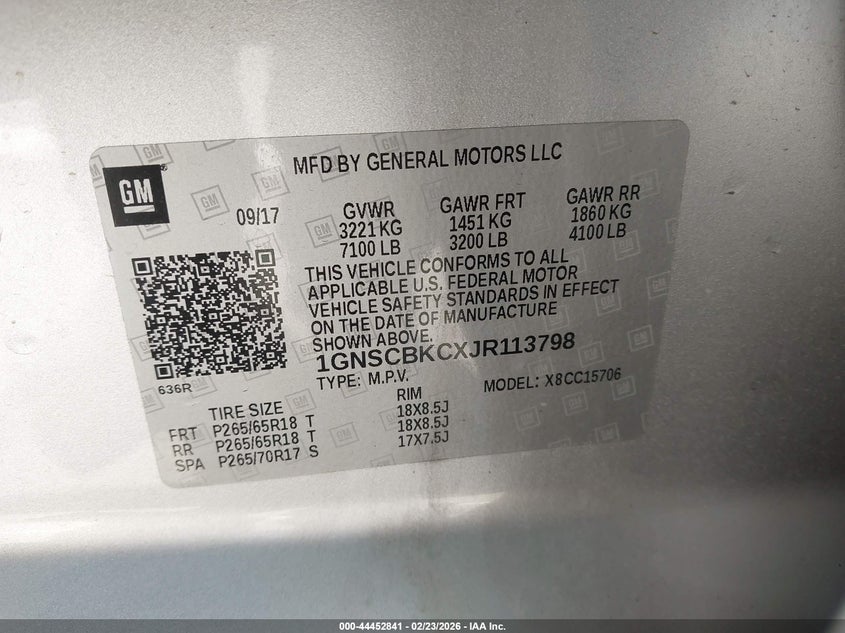 GM
MFD BY GENERAL MOTORS LLC
09/17
GVWR
3221 KG
7100 LB
GAWR FRT
1451 KG
3200 LB
GAWR RR
1860 KG
4100 LB
THIS VEHICLE CONFORMS TO ALL
APPLICABLE U.S. FEDERAL MOTOR
VEHICLE SAFETY STANDARDS IN EFFECT
ON THE DATE OF MANUFACTURE
SHOWN ABOVE.
1GNSCBKCXJR113798
TYPE: M.P.V.
MODEL: X8CC15706
636R
TIRE SIZE RIM
FRT P265/65R18 T 18X8.5J
RR P265/65R18 T 18X8.5J
SPA P265/70R17 S 17X7.5J
000-44452841 - 02/23/2026 - IAA Inc.